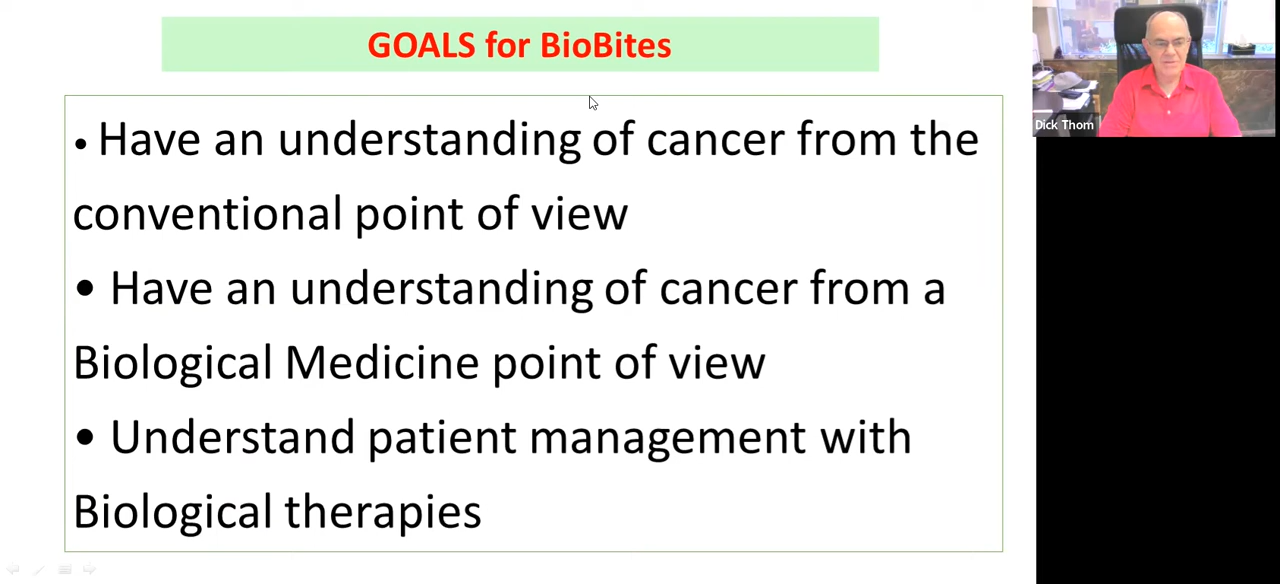 GOALS for BioBites
• Have an understanding of cancer from the
conventional point of view
• Have an understanding of cancer from a
Biological Medicine point of view
• Understand patient management with
Biological therapies
Dick Thom